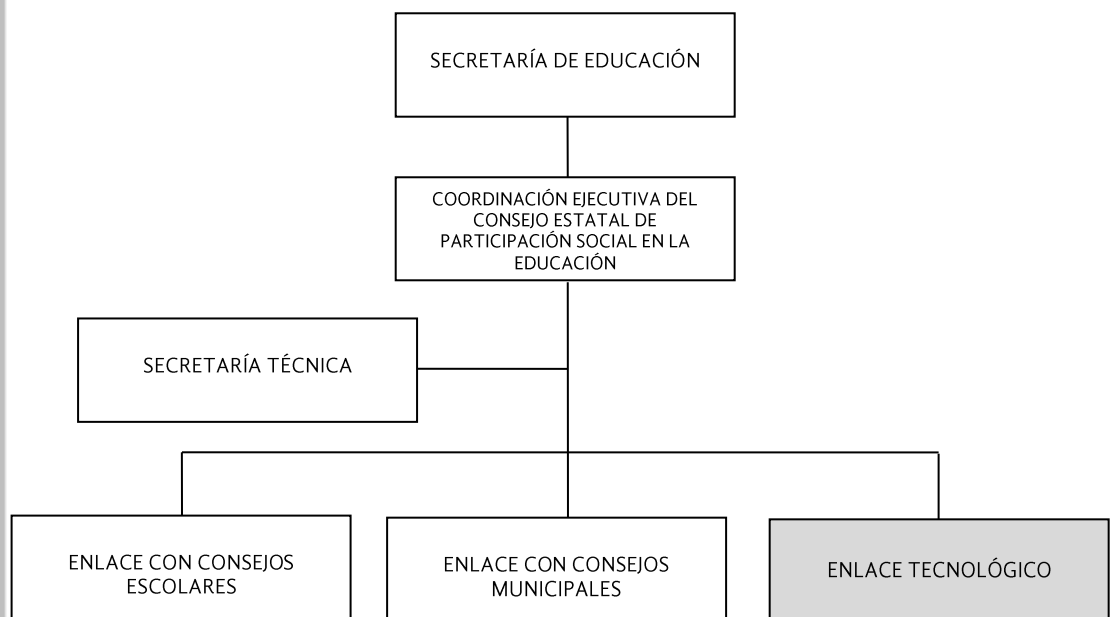 SECRETARÍA DE EDUCACIÓN
COORDINACIÓN EJECUTIVA DEL
CONSEJO ESTATAL DE
PARTICIPACIÓN SOCIAL EN LA
EDUCACIÓN
SECRETARÍA TÉCNICA
ENLACE CON CONSEJOS
ESCOLARES
ENLACE CON CONSEJOS
MUNICIPALES
ENLACE TECNOLÓGICO